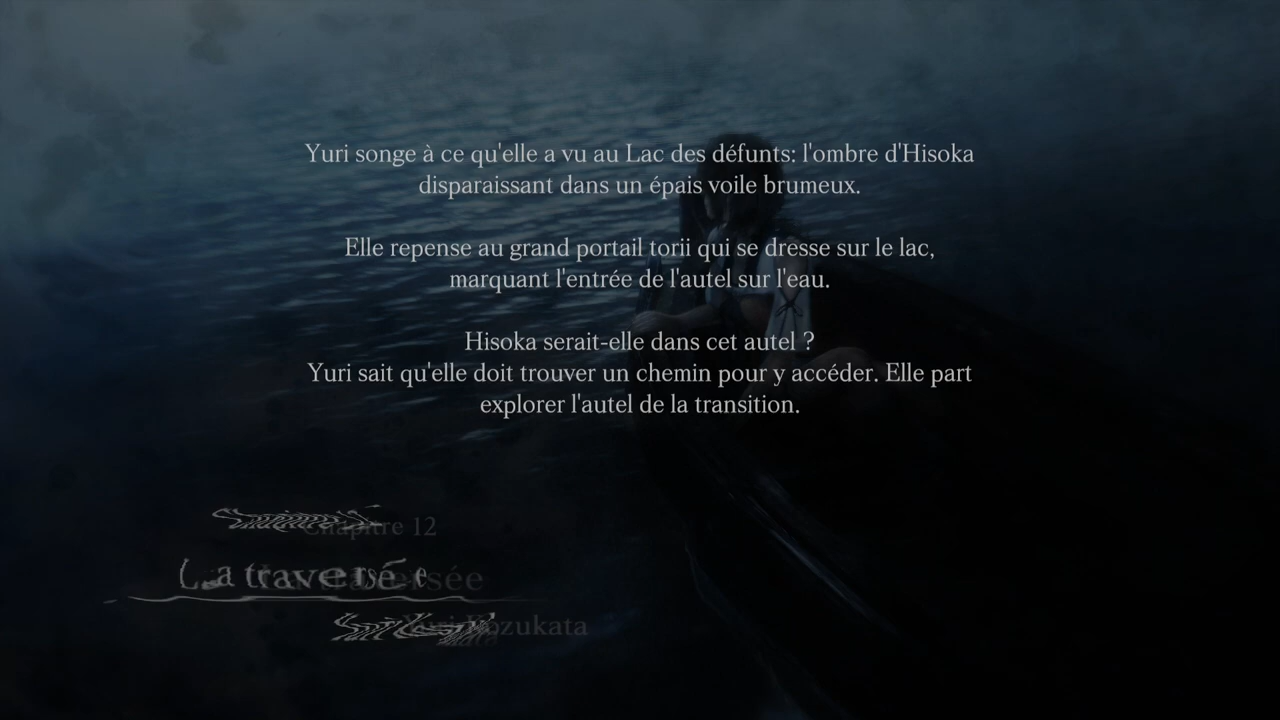 Yuri songe à ce qu'elle a vu au Lac des défunts: l'ombre d'Hisoka
disparaissant dans un épais voile brumeux.
Elle repense au grand portail torii qui se dresse sur le lac,
marquant l'entrée de l'autel sur l'eau.
Hisoka serait-elle dans cet autel ?
Yuri sait qu'elle doit trouver un chemin pour y accéder. Elle part
explorer l'autel de la transition.
Chapitre 12
La traversée
Yuri Kozukata